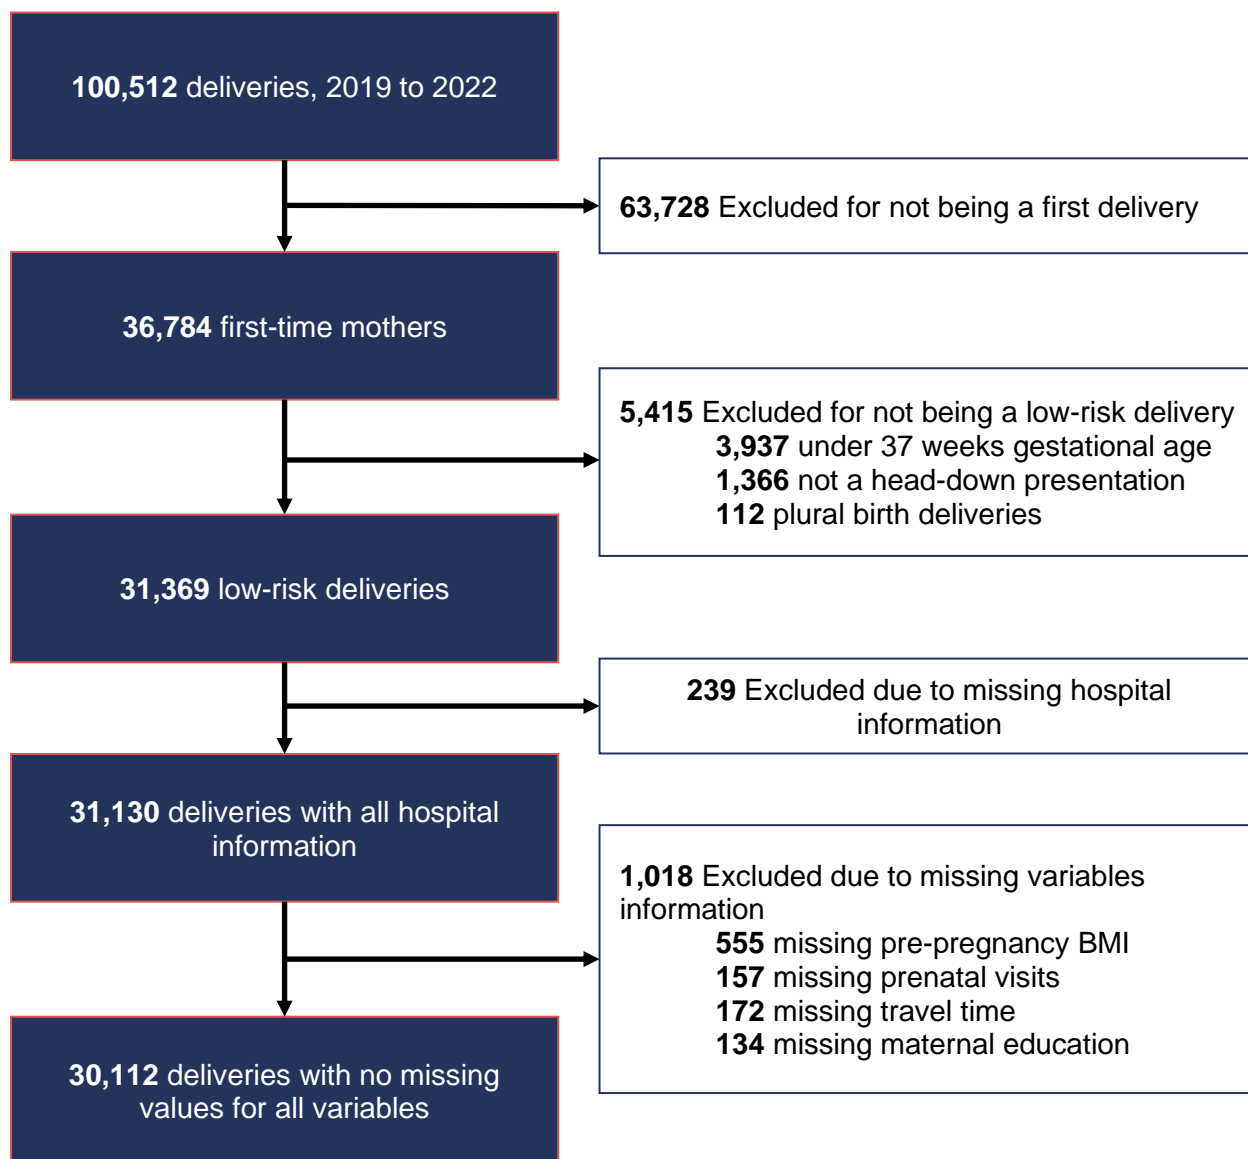 100,512 deliveries, 2019 to 2022
63,728 Excluded for not being a first delivery
36,784 first-time mothers
5,415 Excluded for not being a low-risk delivery
3,937 under 37 weeks gestational age
1,366 not a head-down presentation
112 plural birth deliveries
31,369 low-risk deliveries
239 Excluded due to missing hospital
information
31,130 deliveries with all hospital
information
1,018 Excluded due to missing variables
information
555 missing pre-pregnancy BMI
157 missing prenatal visits
172 missing travel time
134 missing maternal education
30,112 deliveries with no missing
values for all variables